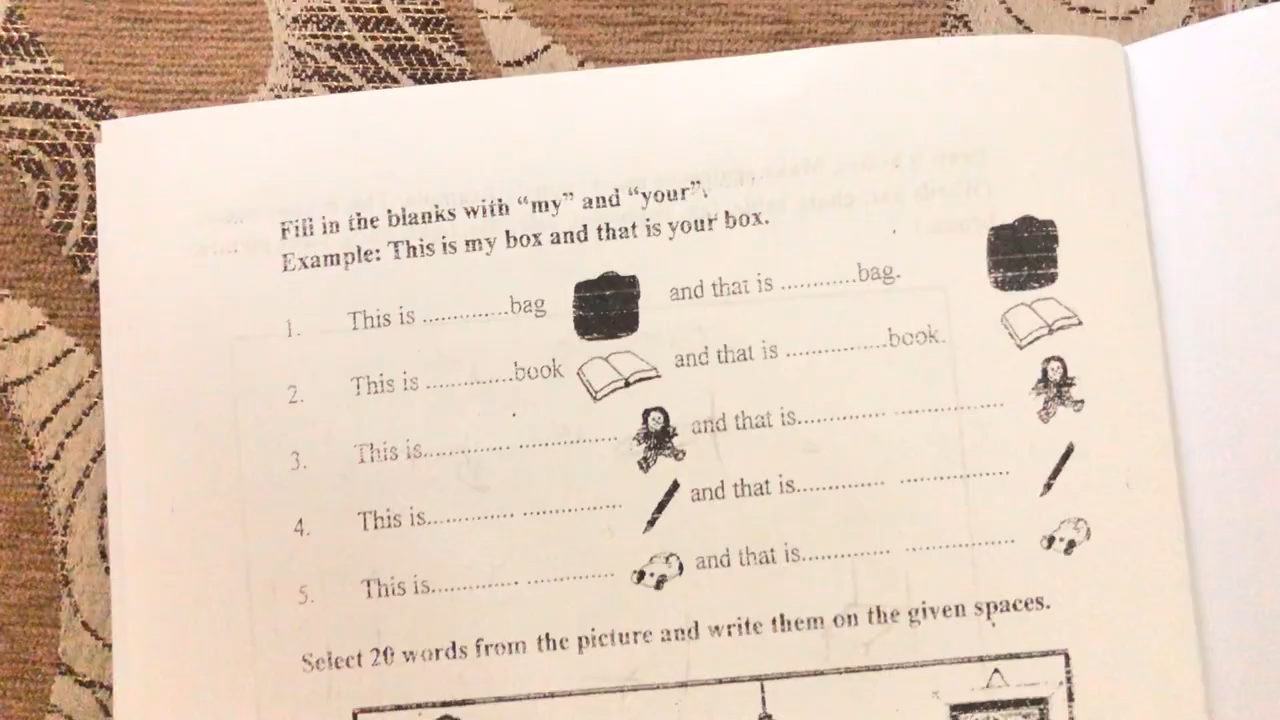 Fill in the blanks with “my” and “your”.
Example: This is my box and that is your box.
1. This is ..............bag and that is ............bag.
2. This is ..............book and that is ................book.
3. This is.............. ................ and that is.............. .................
4. This is.............. ................ and that is.............. .................
5. This is.............. .............. and that is.............. .................
Select 20 words from the picture and write them on the given spaces.